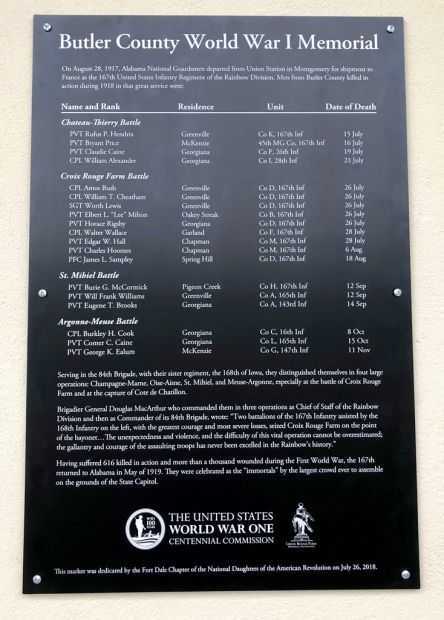 Butler County World War I Memorial
On August 28, 1917, Alabama National Guardsmen departed from Union Station in Montgomery for shipment to
France as the 167th United States Infantry Regiment of the Rainbow Division. Men from Butler County killed in
action during 1918 in that great service were:
Name and Rank Residence Unit Date of Death
Chateau-Thierry Battle
PVT Rufus P. Hendrix Greenville Co K, 167th Inf 15 July
PVT Bryant Price McKenzie 45th MG Co, 167th Inf 16 July
PVT Claudie Caine Georgiana Co F, 26th Inf 19 July
CPL William Alexander Georgiana Co I, 28th Inf 21 July
Croix Rouge Farm Battle
CPL Amos Bush Greenville Co D, 167th Inf 26 July
CPL William T. Cheatham Greenville Co D, 167th Inf 26 July
SGT Worth Lewis Greenville Co D, 167th Inf 26 July
PVT Elbert L. "Lee" Milton Oakey Streak Co B, 167th Inf 26 July
PVT Horace Rigsby Georgiana Co D, 167th Inf 26 July
CPL Walter Wallace Garland Co F, 167th Inf 28 July
PVT Edgar W. Hall Chapman Co M, 167th Inf 28 July
PVT Charles Hootnes Chapman Co M, 167th Inf 6 Aug
PFC James L. Sampley Spring Hill Co D, 167th Inf 18 Aug
St. Mihiel Battle
PVT Burie G. McCormick Pigeon Creek Co H, 167th Inf 12 Sep
PVT Will Frank Williams Greenville Co A, 165th Inf 12 Sep
PVT Eugene T. Brooks Georgiana Co A, 143rd Inf 14 Sep
Argonne-Meuse Battle
CPL Burkley H. Cook Georgiana Co C, 16th Inf 8 Oct
PVT Comer C. Caine Georgiana Co L, 165th Inf 15 Oct
PVT George K. Ealum McKenzie Co G, 147th Inf 11 Nov
Serving in the 84th Brigade, with their sister regiment, the 168th of Iowa, they distinguished themselves in four large
operations: Champagne-Marne, Oise-Aisne, St. Mihiel, and Meuse-Argonne, especially at the battle of Croix Rouge
Farm and at the capture of Cote de Chatillon.
Brigadier General Douglas MacArthur who commanded them in three operations as Chief of Staff of the Rainbow
Division and then as Commander of its 84th Brigade, wrote: "Two battalions of the 167th Infantry assisted by the
168th Infantry on the left, with the greatest courage and most severe losses, seized Croix Rouge Farm on the point
of the bayonet...The unexpectedness and violence, and the difficulty of this vital operation cannot be overestimated;
the gallantry and courage of the assaulting troops has never been excelled in the Rainbow's history."
Having suffered 616 killed in action and more than a thousand wounded during the First World War, the 167th
returned to Alabama in May of 1919. They were celebrated as the "immortals" by the largest crowd ever to assemble
on the grounds of the State Capitol.
THE UNITED STATES
WORLD WAR ONE
CENTENNIAL COMMISSION
100
This marker was dedicated by the Fort Dale Chapter of the National Daughters of the American Revolution on July 26, 2018.